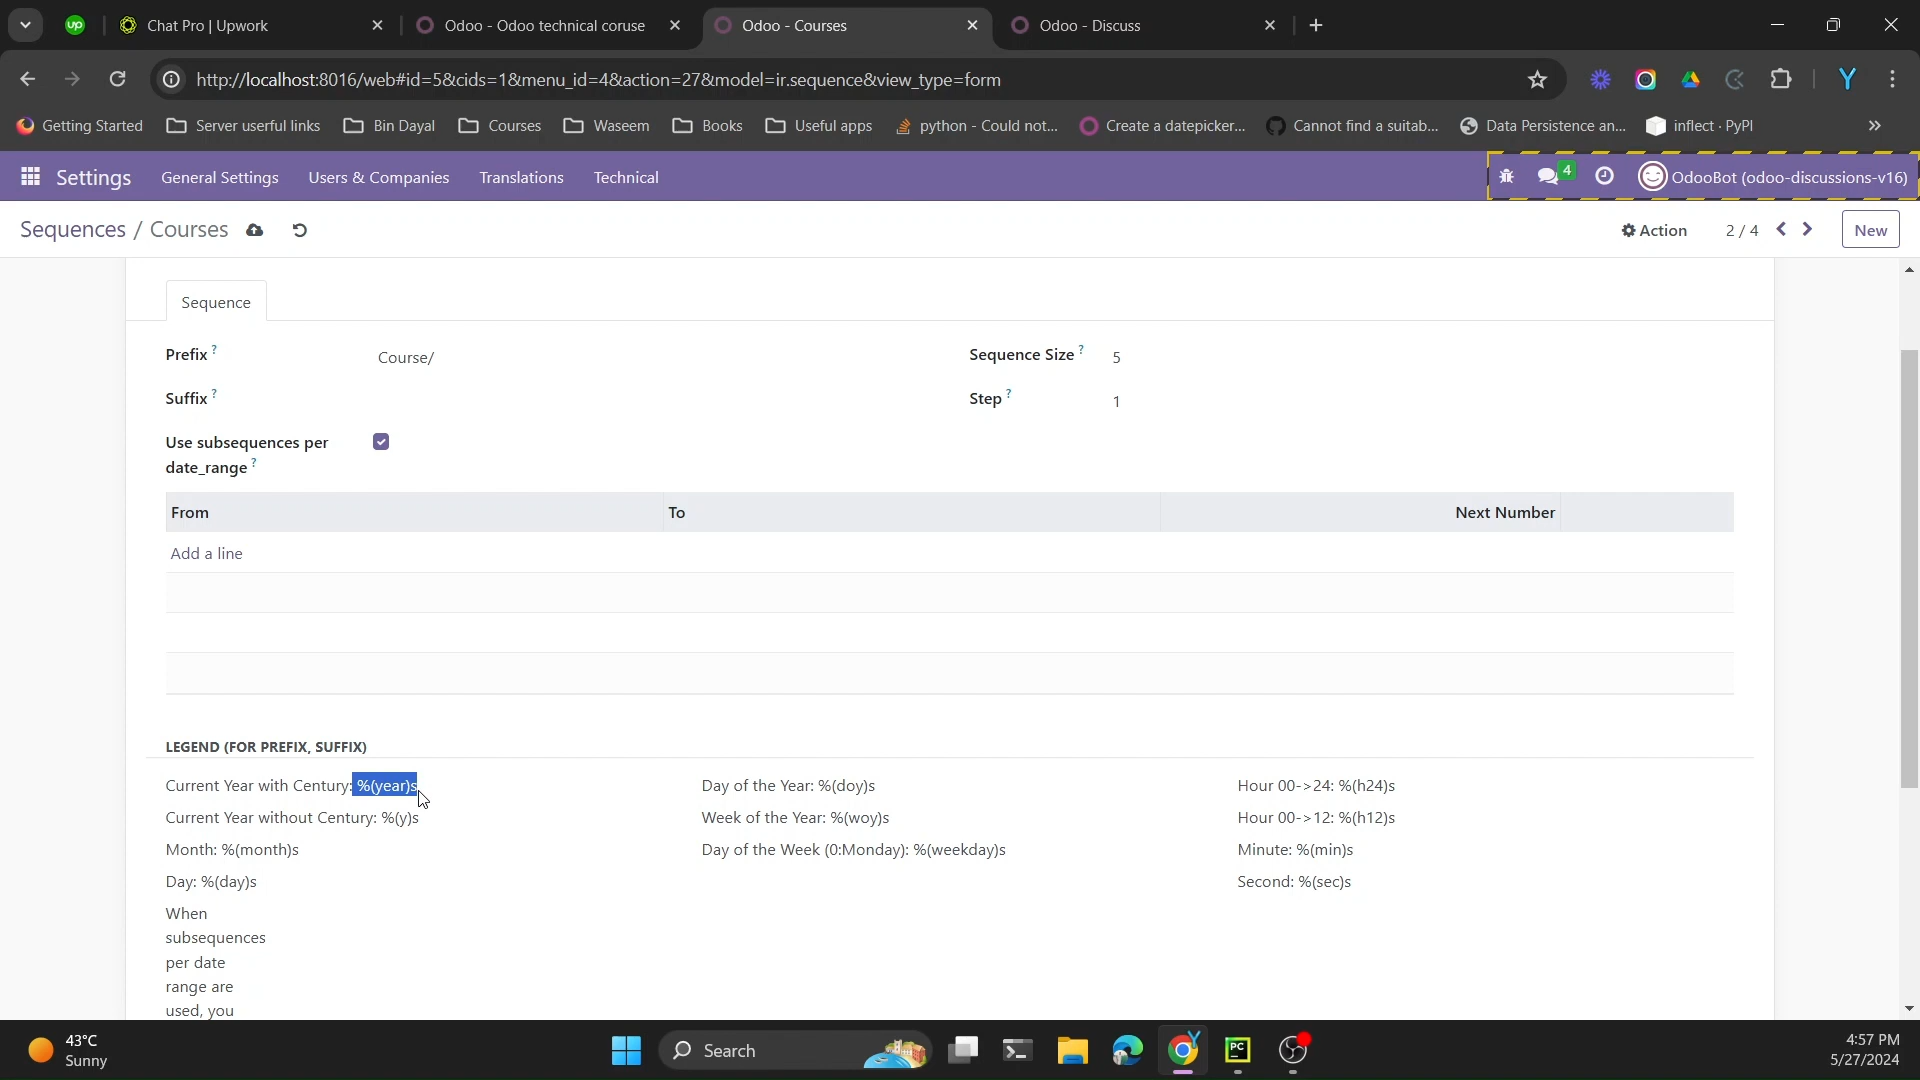 Chat Pro | Upwork
Odoo - Odoo technical coruse
Odoo - Courses
Odoo - Discuss
http://localhost:8016/web#id=5&cids=1&menu_id=4&action=27&model=ir.sequence&view_type=form
Getting Started
Server userful links
Bin Dayal
Courses
Waseem
Books
Useful apps
python - Could not...
Create a datepicker...
Cannot find a suitab...
Data Persistence an...
inflect · PyPI
Settings
General Settings
Users & Companies
Translations
Technical
4
OdooBot (odoo-discussions-v16)
Sequences / Courses
Action
2 / 4
New
Sequence
Prefix ?
Course/
Sequence Size ?
5
Suffix ?
Step ?
1
Use subsequences per
date_range ?
From
To
Next Number
Add a line
LEGEND (FOR PREFIX, SUFFIX)
Current Year with Century: %(year)s
Day of the Year: %(doy)s
Hour 00->24: %(h24)s
Current Year without Century: %(y)s
Week of the Year: %(woy)s
Hour 00->12: %(h12)s
Month: %(month)s
Day of the Week (0:Monday): %(weekday)s
Minute: %(min)s
Day: %(day)s
Second: %(sec)s
When
subsequences
per date
range are
used, you
43°C
Sunny
Search
4:57 PM
5/27/2024